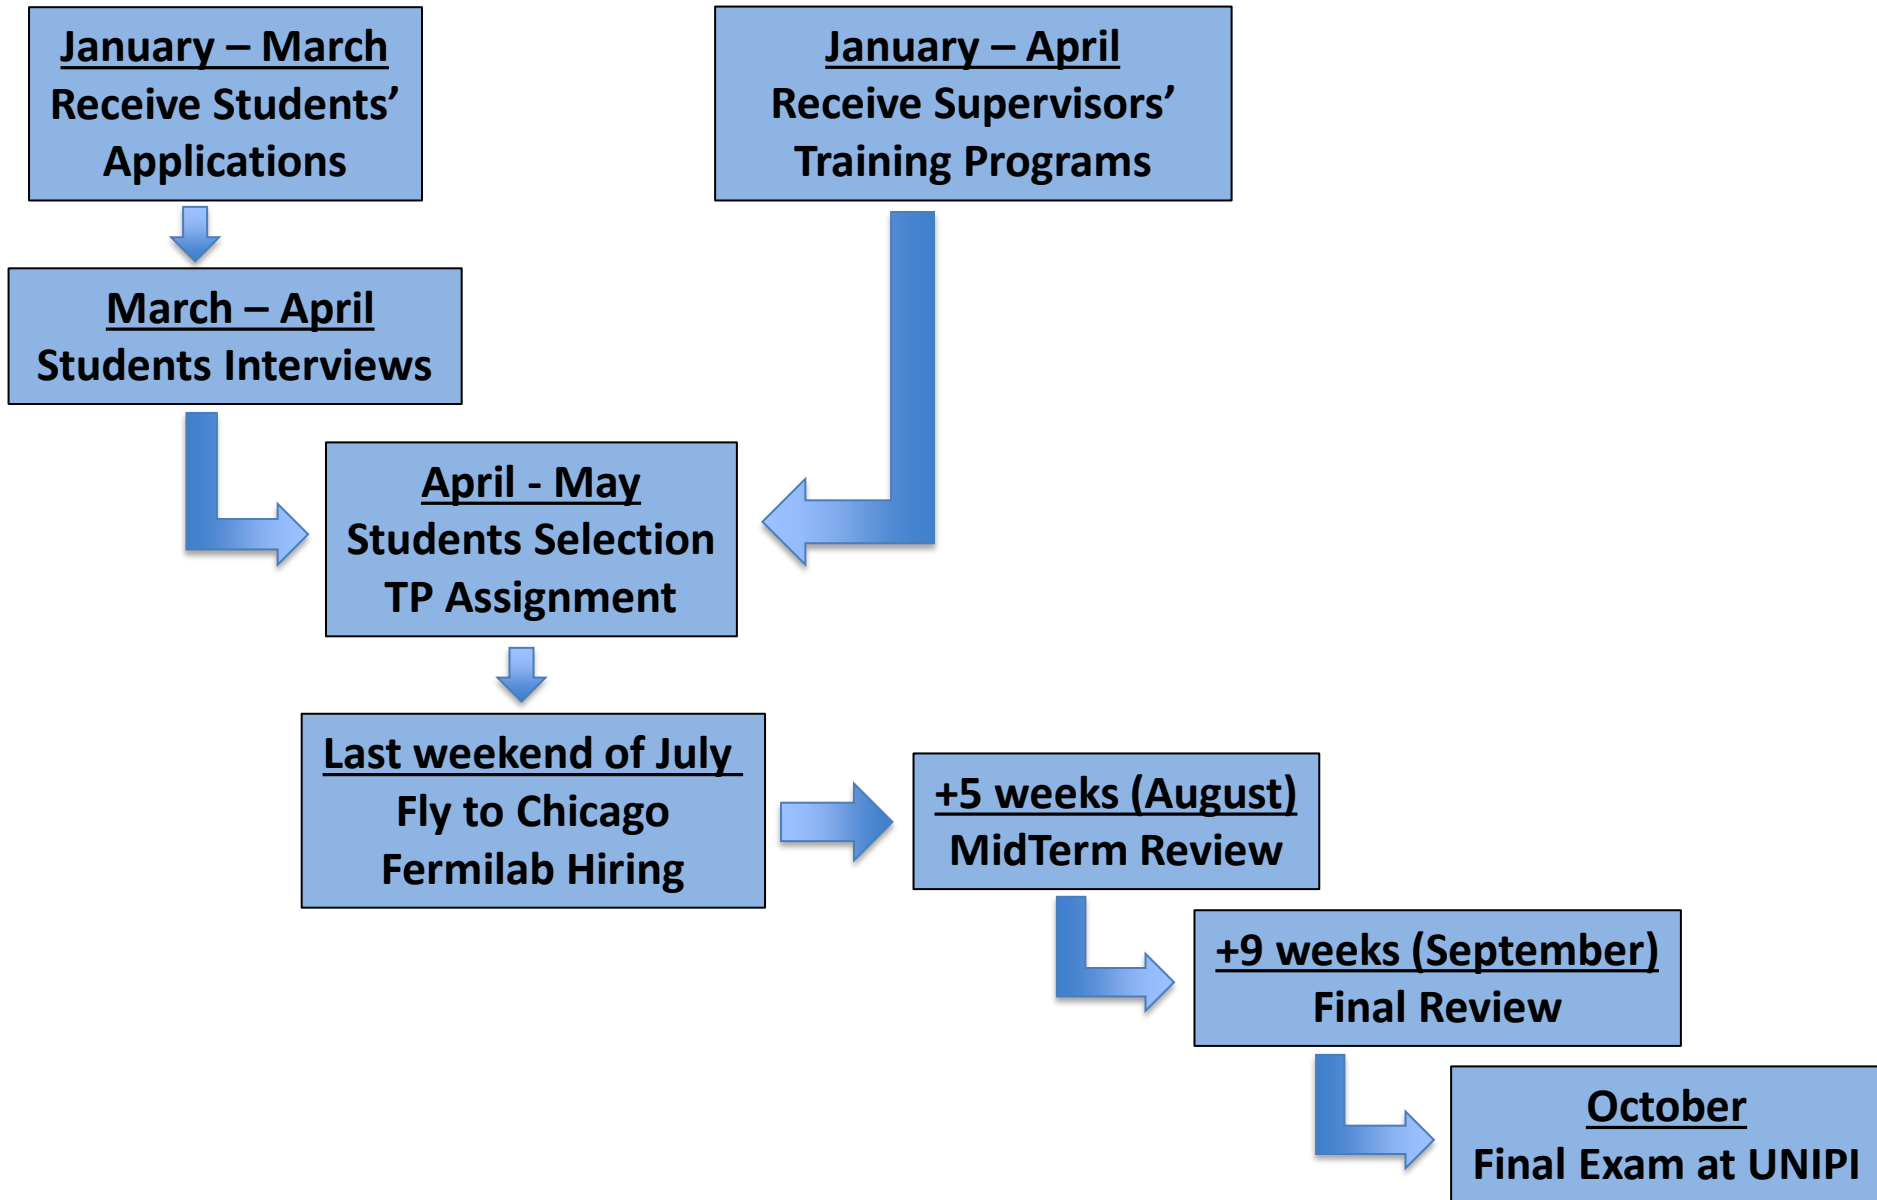 January – March
Receive Students’
Applications
January – April
Receive Supervisors’
Training Programs
March – April
Students Interviews
April - May
Students Selection
TP Assignment
Last weekend of July
Fly to Chicago
Fermilab Hiring
+5 weeks (August)
MidTerm Review
+9 weeks (September)
Final Review
October
Final Exam at UNIPI